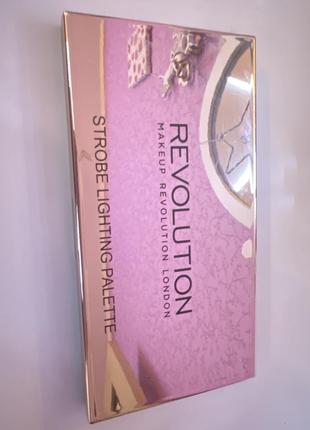 REVOLUTION
MAKEUP REVOLUTION LONDON
STROBE LIGHTING PALETTE